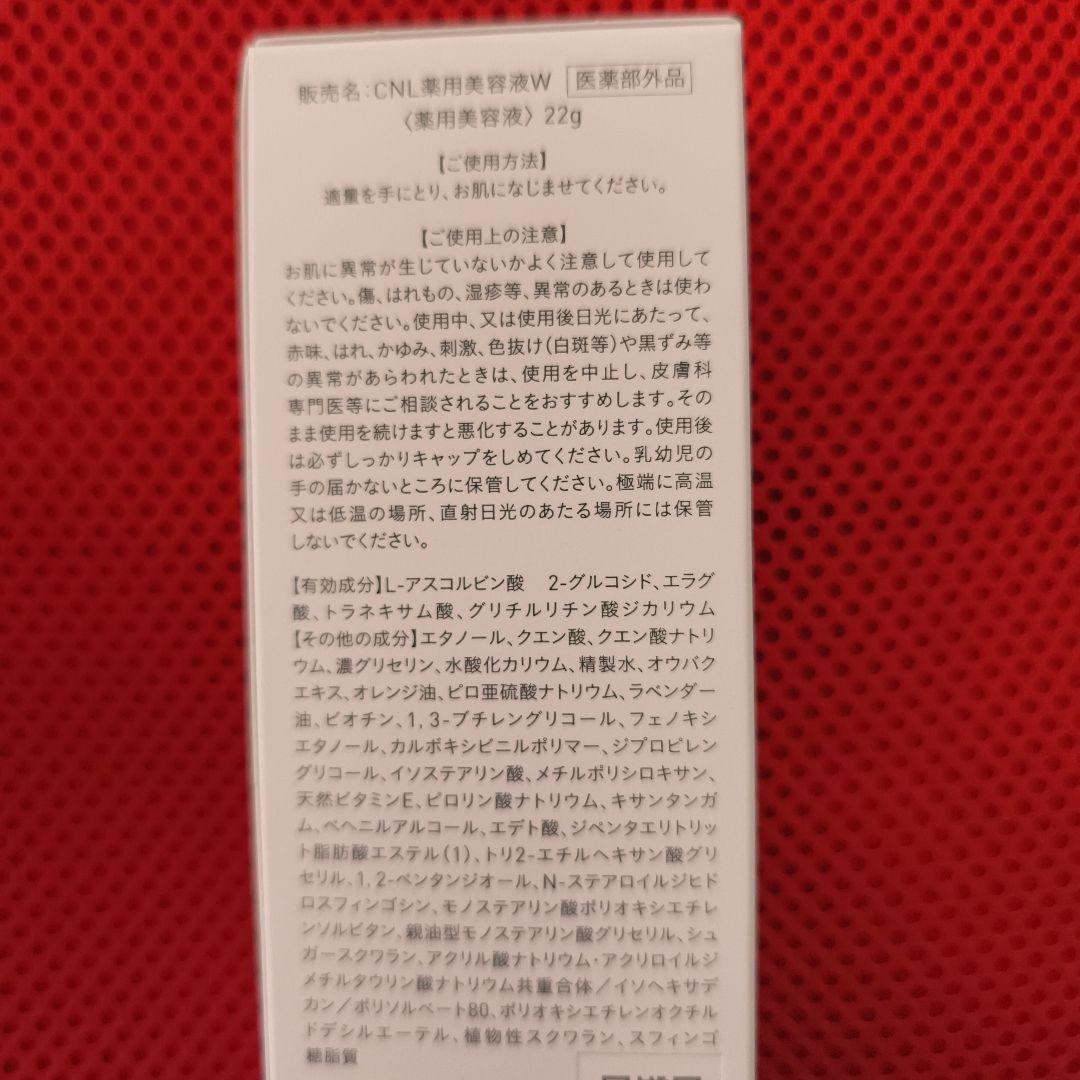 販売名:CNL薬用美容液W 医薬部外品
〈薬用美容液〉22g
【ご使用方法】
適量を手にとり、お肌になじませてください。
【ご使用上の注意】
お肌に異常が生じていないかよく注意して使用して
ください。傷、はれもの、湿疹等、異常のあるときは使わ
ないでください。使用中、又は使用後日光にあたって、
赤味、はれ、かゆみ、刺激、色抜け(白斑等)や黒ずみ等
の異常があらわれたときは、使用を中止し、皮膚科
専門医等にご相談されることをおすすめします。その
まま使用を続けますと悪化することがあります。使用後
は必ずしっかりキャップをしめてください。乳幼児の
手の届かないところに保管してください。極端に高温
又は低温の場所、直射日光のあたる場所には保管
しないでください。
【有効成分】L-アスコルビン酸 2-グルコシド、エラグ
酸、トラネキサム酸、グリチルリチン酸ジカリウム
【その他の成分】エタノール、クエン酸、クエン酸ナトリ
ウム、濃グリセリン、水酸化カリウム、精製水、オウバク
エキス、オレンジ油、ピロ亜硫酸ナトリウム、ラベンダー
油、ビオチン、1,3-ブチレングリコール、フェノキシ
エタノール、カルボキシビニルポリマー、ジプロピレン
グリコール、イソステアリン酸、メチルポリシロキサン、
天然ビタミンE、ピロリン酸ナトリウム、キサンタンガ
ム、ベヘニルアルコール、エデト酸、ジペンタエリトリッ
ト脂肪酸エステル(1)、トリ2-エチルヘキサン酸グリ
セリル、1,2-ペンタンジオール、N-ステアロイルジヒド
ロスフィンゴシン、モノステアリン酸ポリオキシエチレ
ンソルビタン、親油型モノステアリン酸グリセリル、シュ
ガースクワラン、アクリル酸ナトリウム・アクリロイルジ
メチルタウリン酸ナトリウム共重合体/イソヘキサデ
カン/ポリソルベート80、ポリオキシエチレンオクチル
ドデシルエーテル、植物性スクワラン、スフィンゴ
糖脂質